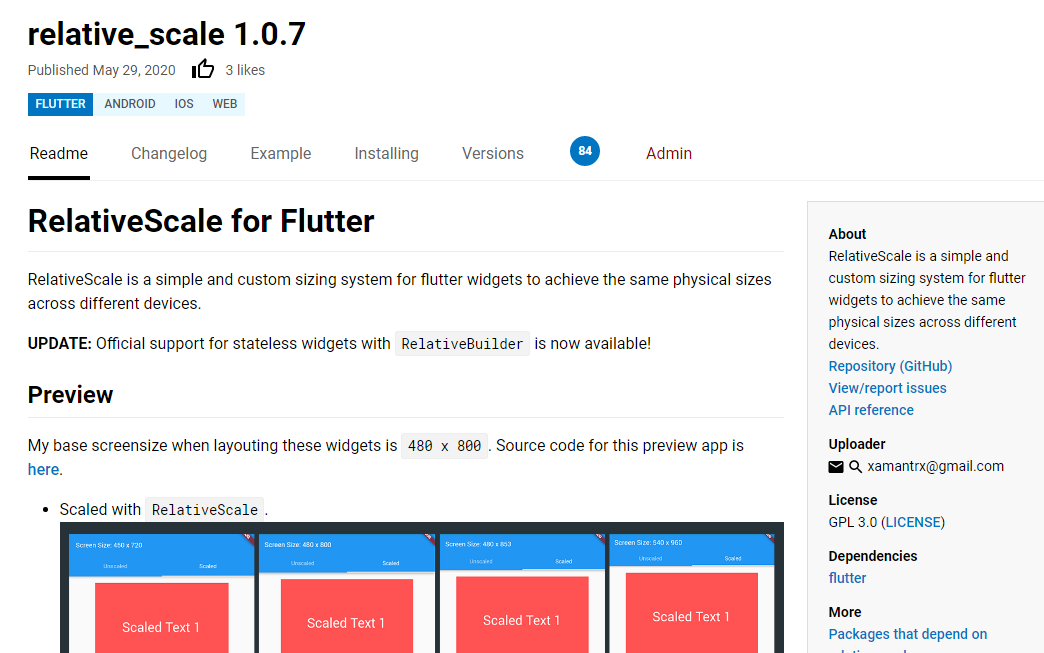 relative_scale 1.0.7
Published May 29, 2020 3 likes
FLUTTER ANDROID IOS WEB
Readme Changelog Example Installing Versions 84 Admin
RelativeScale for Flutter
RelativeScale is a simple and custom sizing system for flutter widgets to achieve the same physical sizes
across different devices.
UPDATE: Official support for stateless widgets with RelativeBuilder is now available!
Preview
My base screensize when layouting these widgets is 480 x 800. Source code for this preview app is
here.
• Scaled with RelativeScale.
Screen Size: 450 x 720
Unscaled Scaled
Scaled Text 1
Screen Size: 480 x 800
Unscaled Scaled
Scaled Text 1
Screen Size: 480 x 853
Unscaled Scaled
Scaled Text 1
Screen Size: 540 x 960
Unscaled Scaled
Scaled Text 1
About
RelativeScale is a simple and
custom sizing system for flutter
widgets to achieve the same
physical sizes across different
devices.
Repository (GitHub)
View/report issues
API reference
Uploader
xamantrx@gmail.com
License
GPL 3.0 (LICENSE)
Dependencies
flutter
More
Packages that depend on